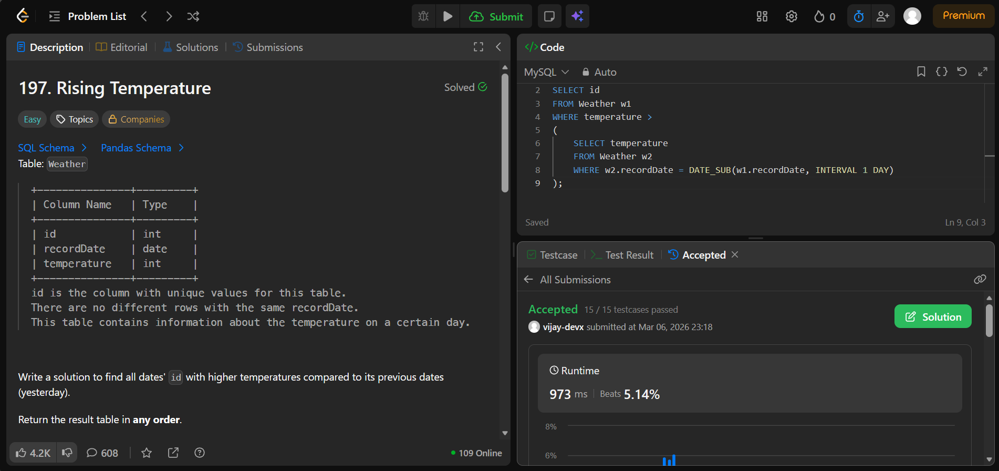 Problem List
Submit
0
Premium
Description
Editorial
Solutions
Submissions
197. Rising Temperature
Solved
Easy
Topics
Companies
SQL Schema
Pandas Schema
Table: Weather
+---------------+---------+
| Column Name   | Type    |
+---------------+---------+
| id            | int     |
| recordDate    | date    |
| temperature   | int     |
+---------------+---------+
id is the column with unique values for this table.
There are no different rows with the same recordDate.
This table contains information about the temperature on a certain day.
Write a solution to find all dates' id with higher temperatures compared to its previous dates
(yesterday).
Return the result table in any order.
4.2K
608
109 Online
</> Code
MySQL
Auto
2 SELECT id
3 FROM Weather w1
4 WHERE temperature >
5 (
6     SELECT temperature
7     FROM Weather w2
8     WHERE w2.recordDate = DATE_SUB(w1.recordDate, INTERVAL 1 DAY)
9 );
Saved
Ln 9, Col 3
Testcase
Test Result
Accepted
All Submissions
Accepted 15 / 15 testcases passed
vijay-devx submitted at Mar 06, 2026 23:18
Solution
Runtime
973 ms
Beats 5.14%
8%
6%